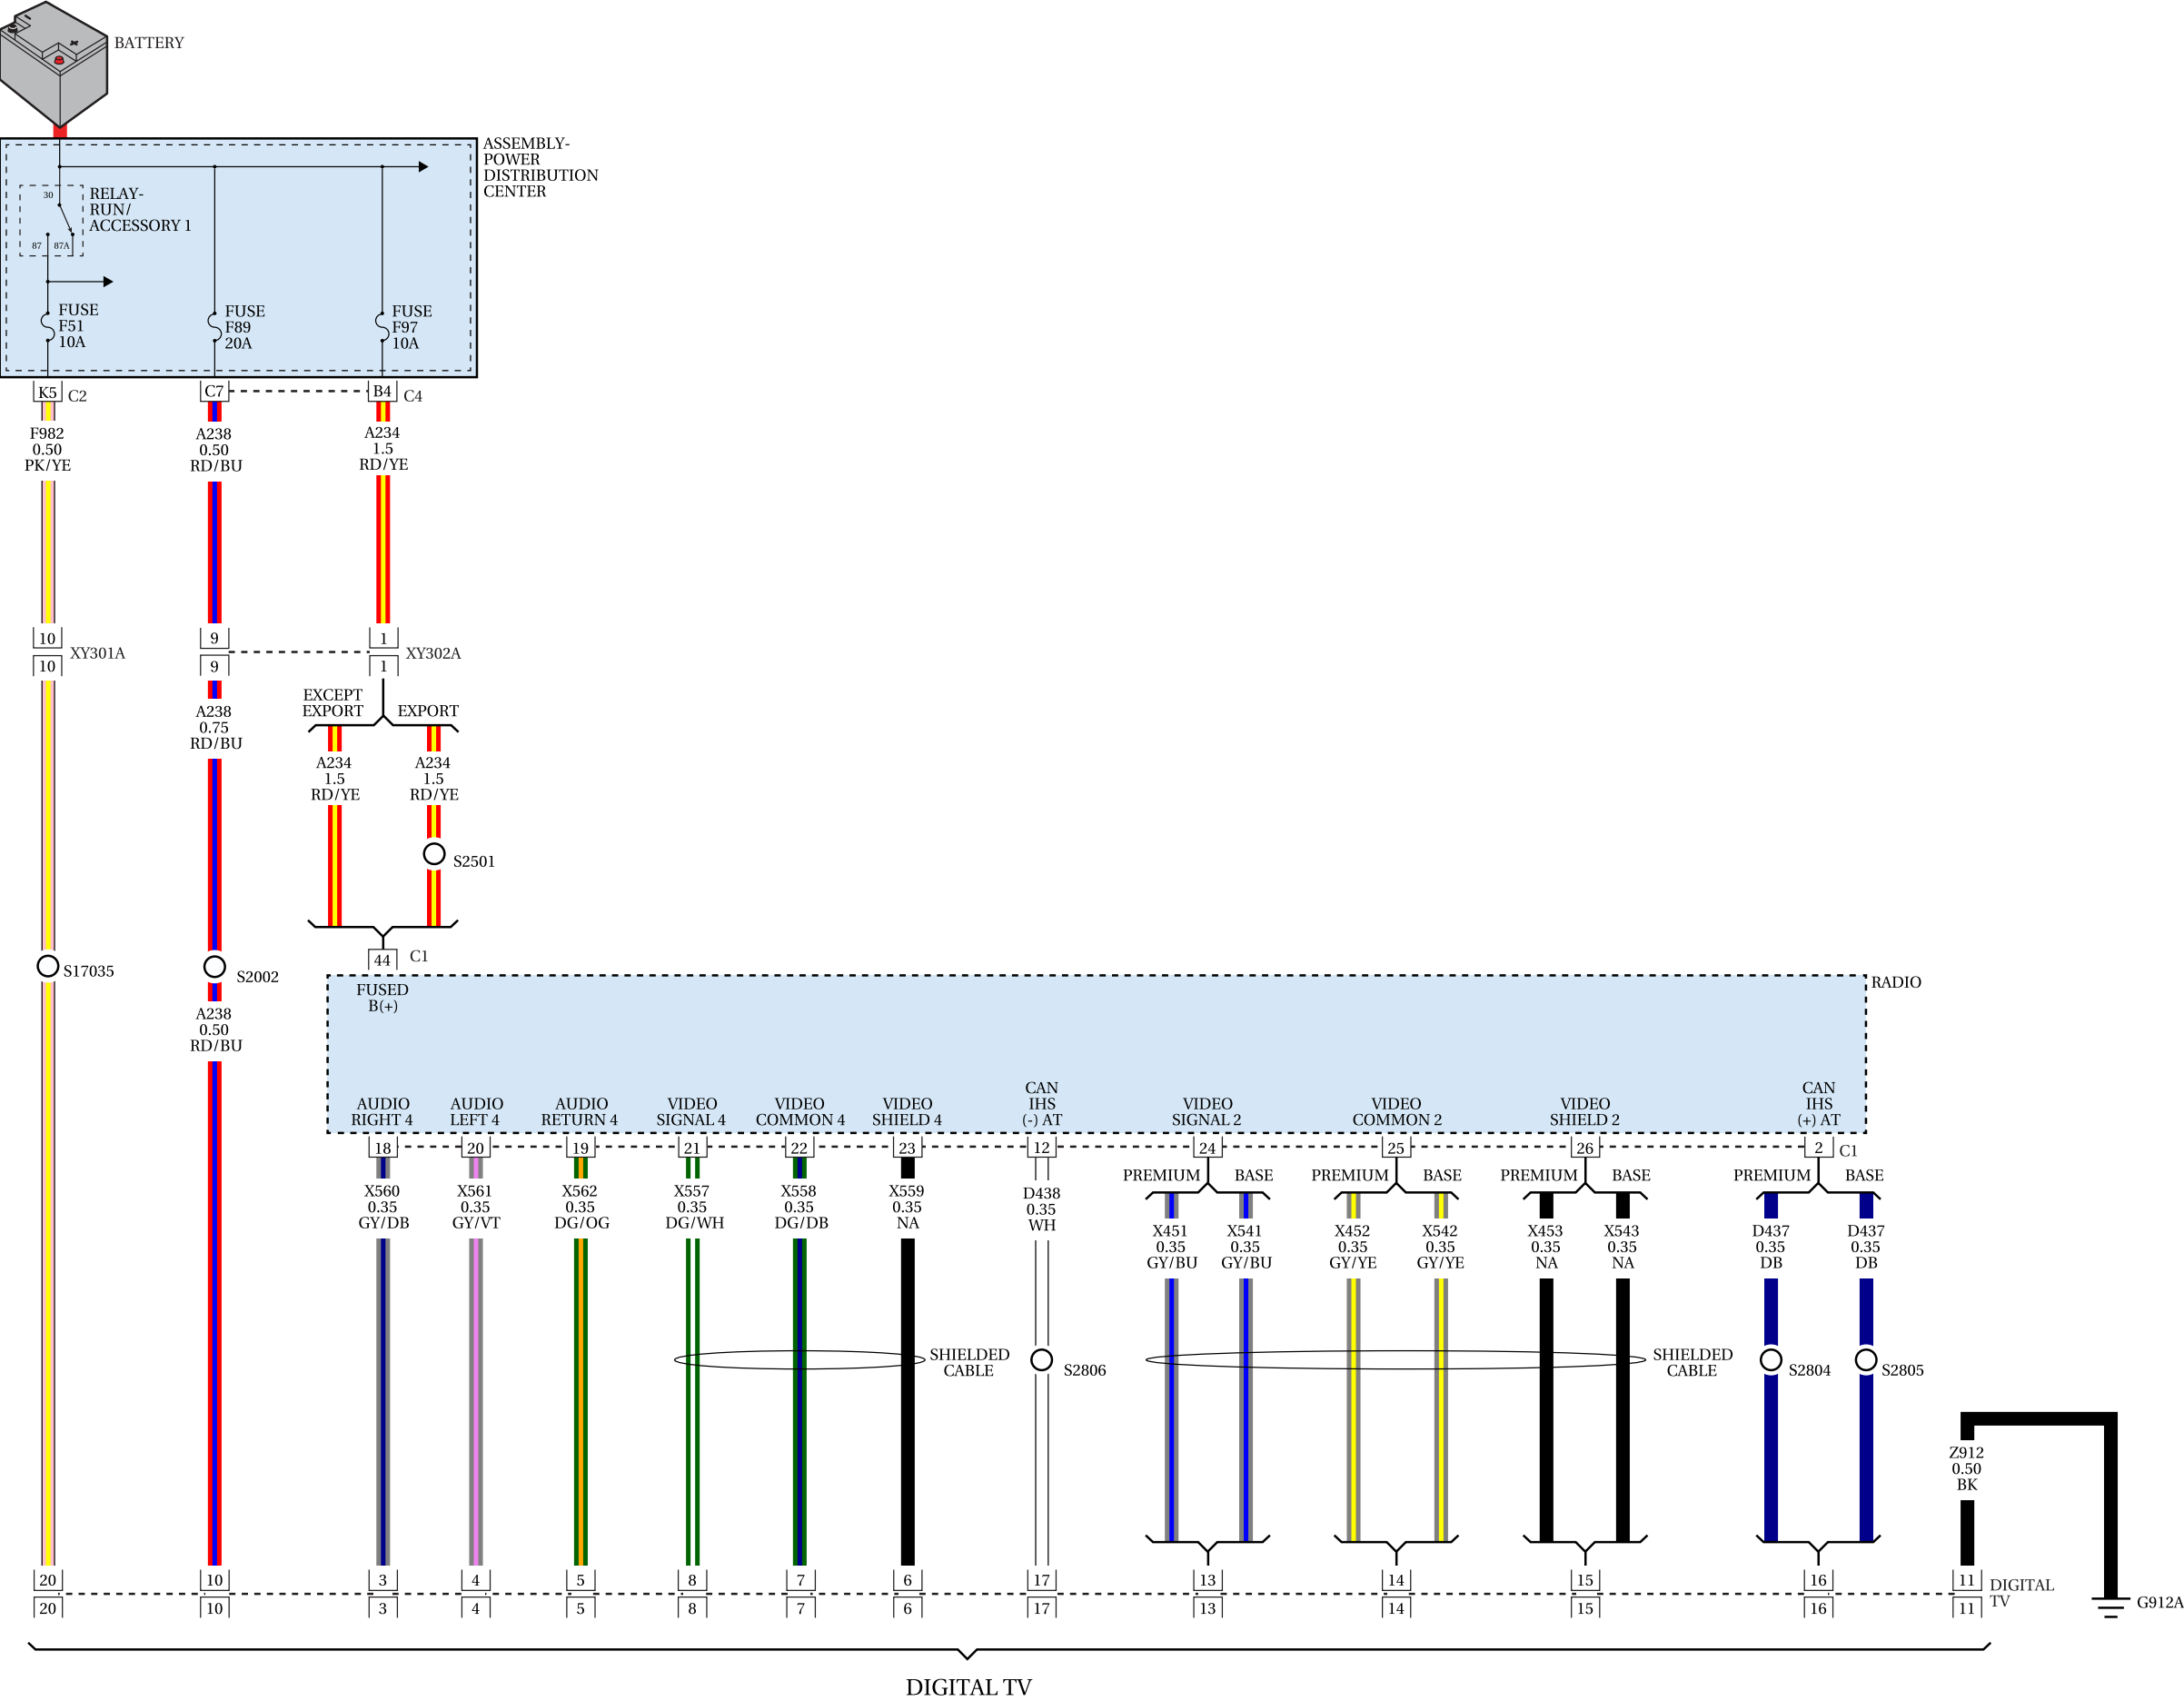 BATTERY
ASSEMBLY-
POWER
DISTRIBUTION
CENTER
30
RELAY-
RUN/
ACCESSORY 1
87 87A
FUSE
F51
10A
FUSE
F89
20A
FUSE
F97
10A
K5 C2
C7
B4 C4
F982
0.50
PK/YE
A238
0.50
RD/BU
A234
1.5
RD/YE
10
10
XY301A
9
9
1
1
XY302A
A238
0.75
RD/BU
EXCEPT
EXPORT
EXPORT
A234
1.5
RD/YE
A234
1.5
RD/YE
S2501
S17035
S2002
44 C1
A238
0.50
RD/BU
RADIO
FUSED
B(+)
AUDIO
RIGHT 4
AUDIO
LEFT 4
AUDIO
RETURN 4
VIDEO
SIGNAL 4
VIDEO
COMMON 4
VIDEO
SHIELD 4
CAN
IHS
(-) AT
VIDEO
SIGNAL 2
VIDEO
COMMON 2
VIDEO
SHIELD 2
CAN
IHS
(+) AT
18 20 19 21 22 23 12 24 25 26 2 C1
PREMIUM BASE PREMIUM BASE PREMIUM BASE PREMIUM BASE
X560
0.35
GY/DB
X561
0.35
GY/VT
X562
0.35
DG/OG
X557
0.35
DG/WH
X558
0.35
DG/DB
X559
0.35
NA
D438
0.35
WH
X451
0.35
GY/BU
X541
0.35
GY/BU
X452
0.35
GY/YE
X542
0.35
GY/YE
X453
0.35
NA
X543
0.35
NA
D437
0.35
DB
D437
0.35
DB
SHIELDED
CABLE
S2806
SHIELDED
CABLE
S2804
S2805
Z912
0.50
BK
G912A
20 10 3 4 5 8 7 6 17 13 14 15 16 11
20 10 3 4 5 8 7 6 17 13 14 15 16 11
DIGITAL
TV
DIGITAL TV